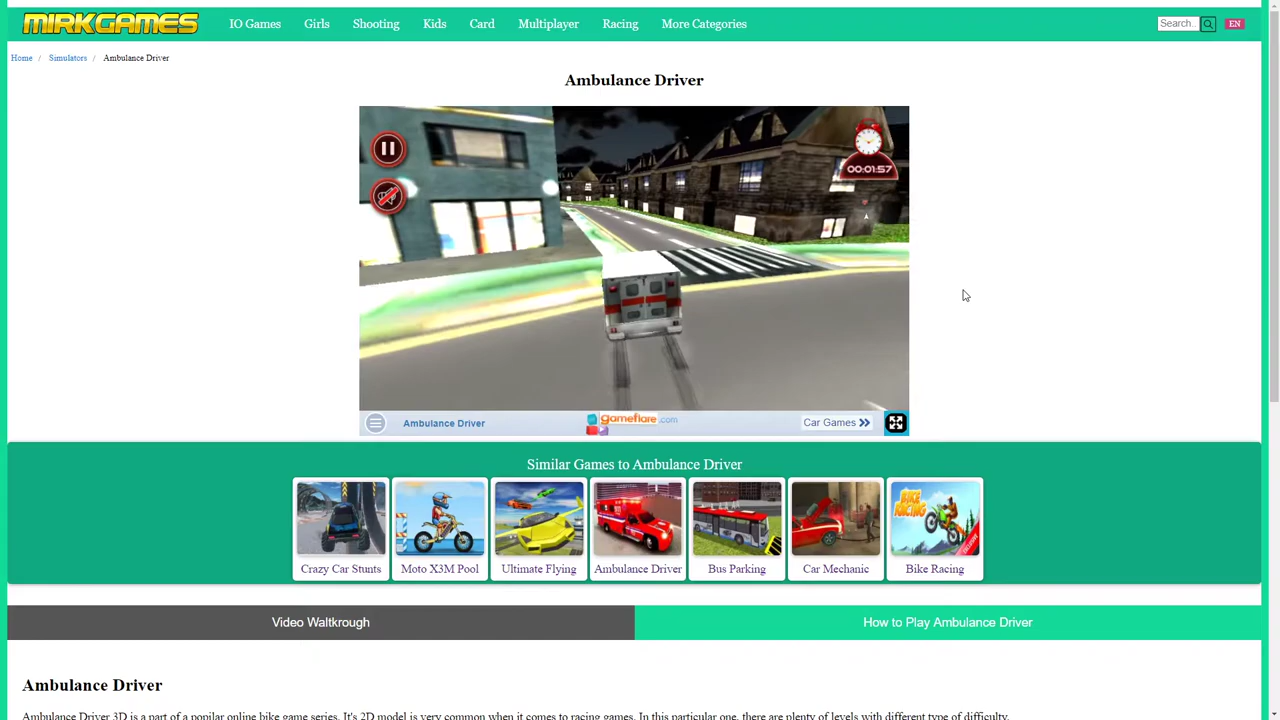 MIRKGAMES
IO Games Girls Shooting Kids Card Multiplayer Racing More Categories
Search..
EN
Home / Simulators / Ambulance Driver
Ambulance Driver
00:01:57
Ambulance Driver
gameflare.com
Car Games
Similar Games to Ambulance Driver
BIKE RACING
Crazy Car Stunts Moto X3M Pool Ultimate Flying Ambulance Driver Bus Parking Car Mechanic Bike Racing
Video Waltkrough
How to Play Ambulance Driver
Ambulance Driver
Ambulance Driver 3D is a part of a popilar online bike game series. It's 2D model is very common when it comes to racing games. In this particular one, there are plenty of levels with different type of difficulty.